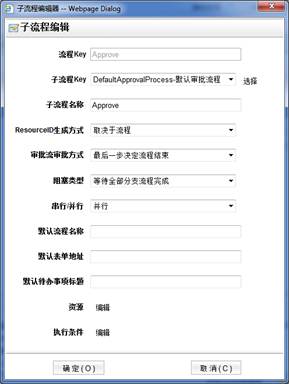 子流程编辑器 -- Webpage Dialog
子流程编辑
流程Key Approve
子流程Key DefaultApprovalProcess-默认审批流程 选择
子流程名称 Approve
ResourceID生成方式 取决于流程
审批流审批方式 最后一步决定流程结束
阻塞类型 等待全部分支流程完成
串行/并行 并行
默认流程名称
默认表单地址
默认待办事项标题
资源 编辑
执行条件 编辑
确 定 ( O ) 取 消 ( C )